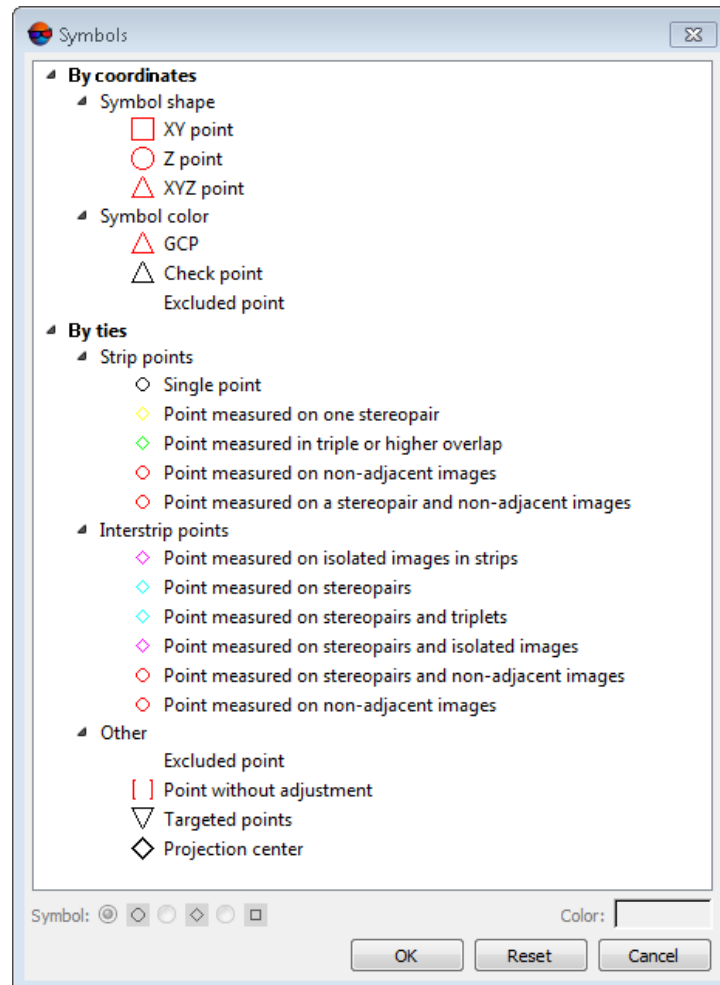 Symbols
By coordinates
Symbol shape
XY point
Z point
XYZ point
Symbol color
GCP
Check point
Excluded point
By ties
Strip points
Single point
Point measured on one stereopair
Point measured in triple or higher overlap
Point measured on non-adjacent images
Point measured on a stereopair and non-adjacent images
Interstrip points
Point measured on isolated images in strips
Point measured on stereopairs
Point measured on stereopairs and triplets
Point measured on stereopairs and isolated images
Point measured on stereopairs and non-adjacent images
Point measured on non-adjacent images
Other
Excluded point
Point without adjustment
Targeted points
Projection center
Symbol: Color:
OK Reset Cancel